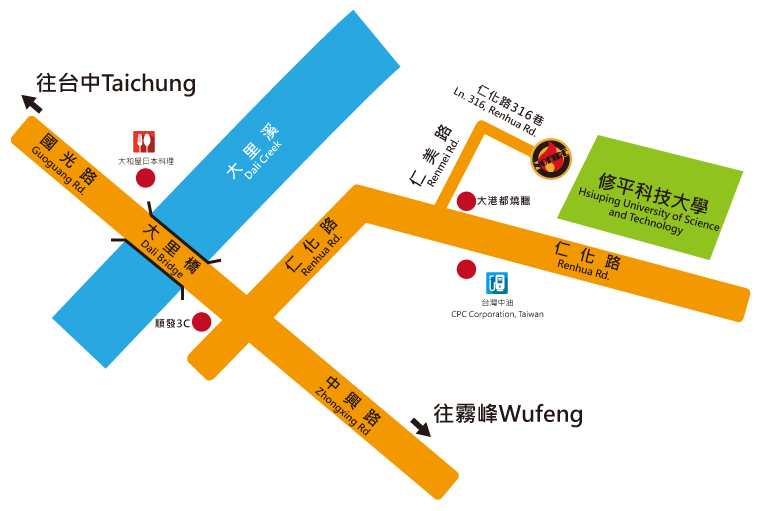 往台中Taichung
國光路
Guoguang Rd.
大和屋日本料理
大里溪
Dali Creek
大里橋
Dali Bridge
順發3C
仁化路
Renhua Rd.
仁美路
Renmei Rd.
仁化路316巷
Ln. 316, Renhua Rd.
大港都燒臘
修平科技大學
Hsiuping University of Science
and Technology
仁化路
Renhua Rd.
台灣中油
CPC Corporation, Taiwan
中興路
Zhongxing Rd
往霧峰Wufeng